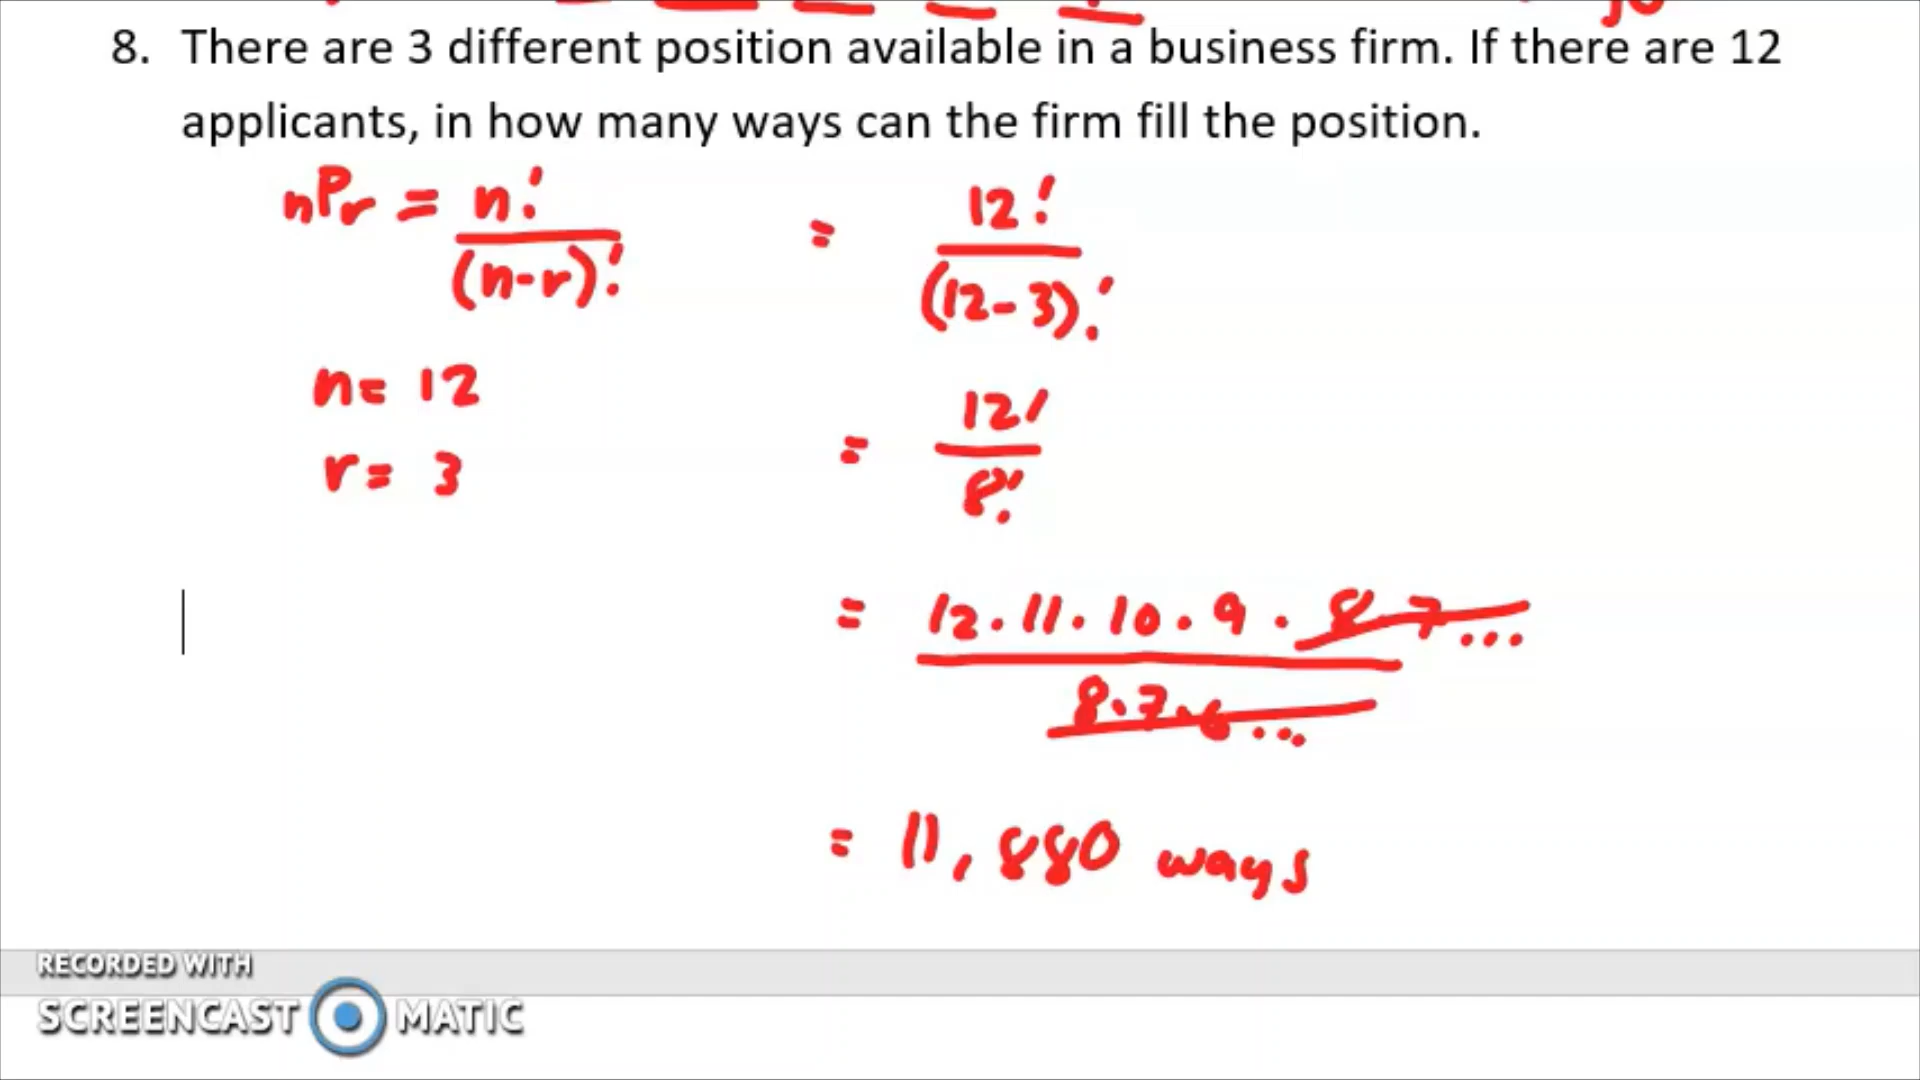 8. There are 3 different position available in a business firm. If there are 12
applicants, in how many ways can the firm fill the position.
nPr = n! / (n-r)!
= 12! / (12-3)!
n= 12
r= 3
= 12! / 8!
= 12.11.10.9.8.7... / 8.7.6...
= 11,880 ways
RECORDED WITH
SCREENCAST MATIC